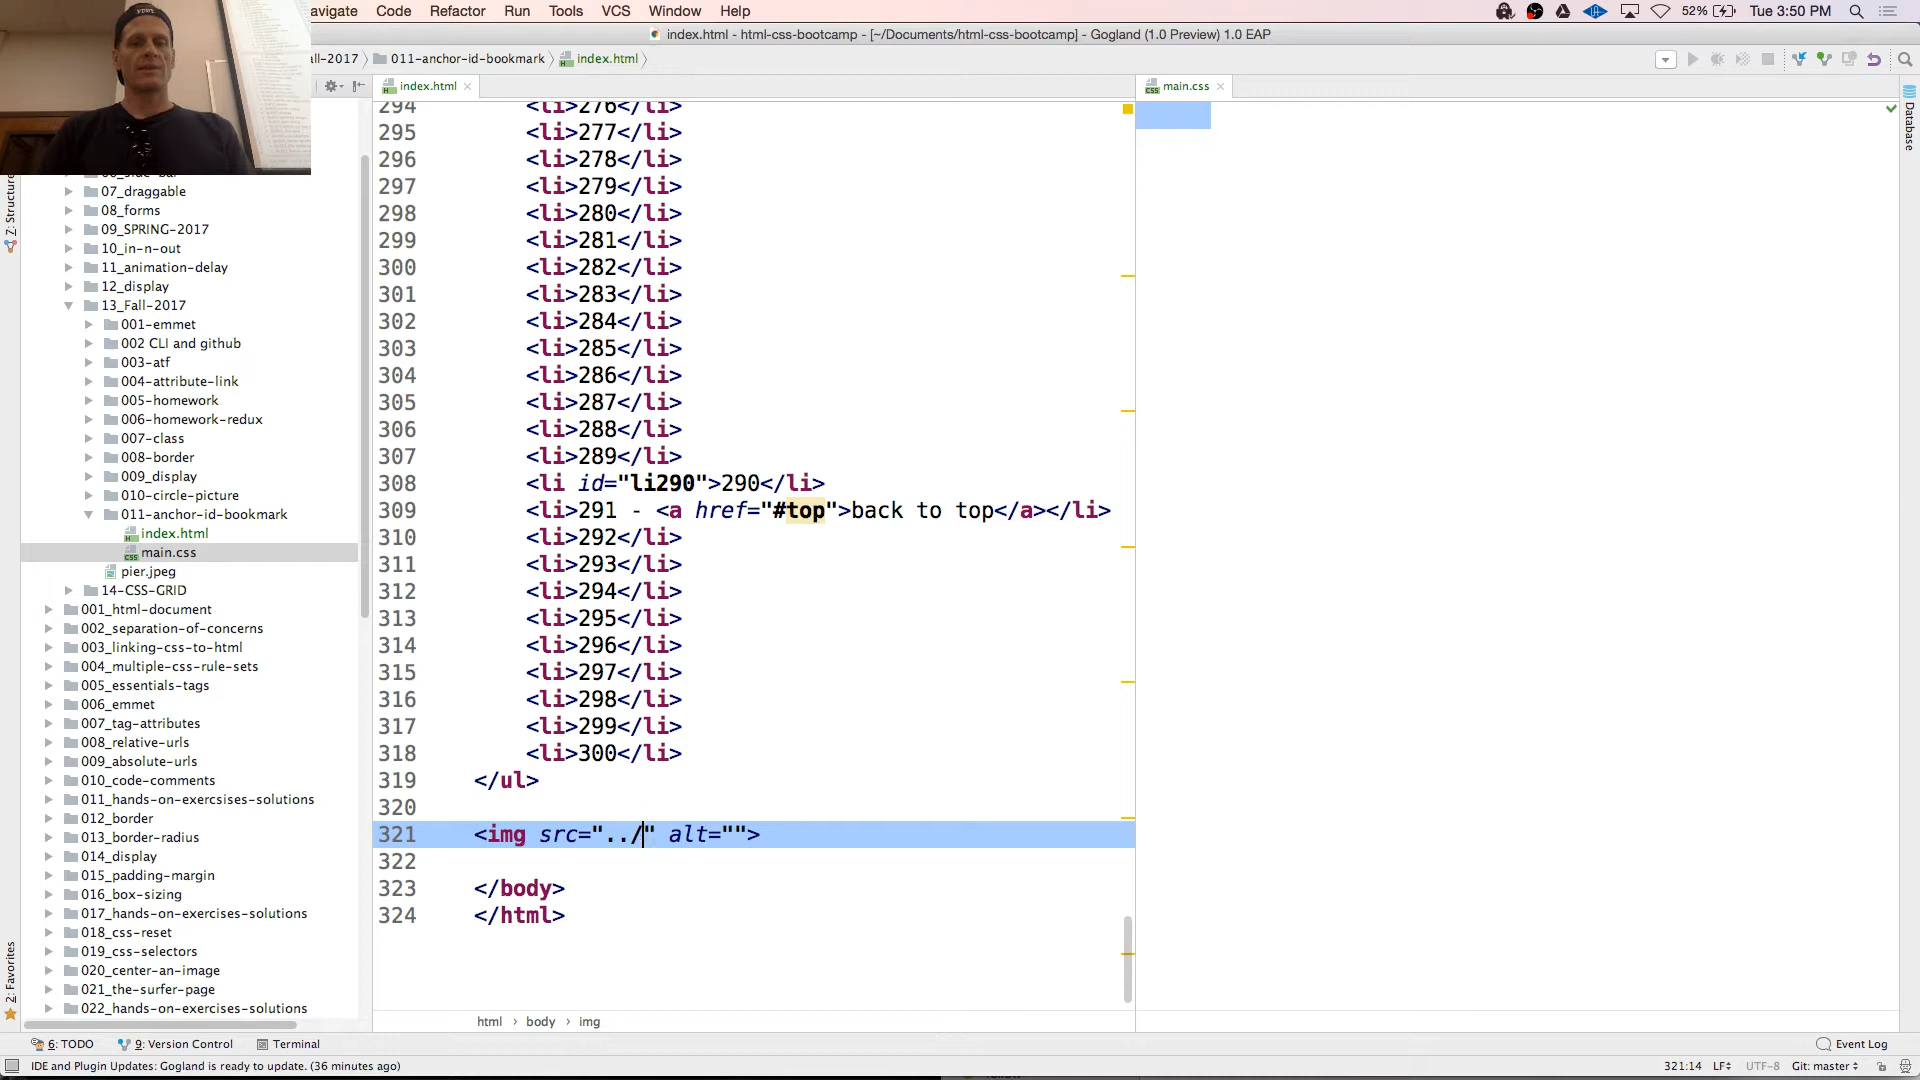 avigate Code Refactor Run Tools VCS Window Help 52% Tue 3:50 PM
index.html - html-css-bootcamp - [~/Documents/html-css-bootcamp] - Gogland (1.0 Preview) 1.0 EAP
all-2017 011-anchor-id-bookmark index.html
index.html main.css
Database
Z: Structure
2: Favorites
07_draggable
08_forms
09_SPRING-2017
10_in-n-out
11_animation-delay
12_display
13_Fall-2017
001-emmet
002 CLI and github
003-atf
004-attribute-link
005-homework
006-homework-redux
007-class
008-border
009_display
010-circle-picture
011-anchor-id-bookmark
index.html
main.css
pier.jpeg
14-CSS-GRID
001_html-document
002_separation-of-concerns
003_linking-css-to-html
004_multiple-css-rule-sets
005_essentials-tags
006_emmet
007_tag-attributes
008_relative-urls
009_absolute-urls
010_code-comments
011_hands-on-exercsises-solutions
012_border
013_border-radius
014_display
015_padding-margin
016_box-sizing
017_hands-on-exercises-solutions
018_css-reset
019_css-selectors
020_center-an-image
021_the-surfer-page
022_hands-on-exercises-solutions
294 <li>276</li>
295 <li>277</li>
296 <li>278</li>
297 <li>279</li>
298 <li>280</li>
299 <li>281</li>
300 <li>282</li>
301 <li>283</li>
302 <li>284</li>
303 <li>285</li>
304 <li>286</li>
305 <li>287</li>
306 <li>288</li>
307 <li>289</li>
308 <li id="li290">290</li>
309 <li>291 - <a href="#top">back to top</a></li>
310 <li>292</li>
311 <li>293</li>
312 <li>294</li>
313 <li>295</li>
314 <li>296</li>
315 <li>297</li>
316 <li>298</li>
317 <li>299</li>
318 <li>300</li>
319 </ul>
320
321 <img src="../" alt="">
322
323 </body>
324 </html>
html › body › img
6: TODO 9: Version Control Terminal Event Log
IDE and Plugin Updates: Gogland is ready to update. (36 minutes ago) 321:14 LF UTF-8 Git: master